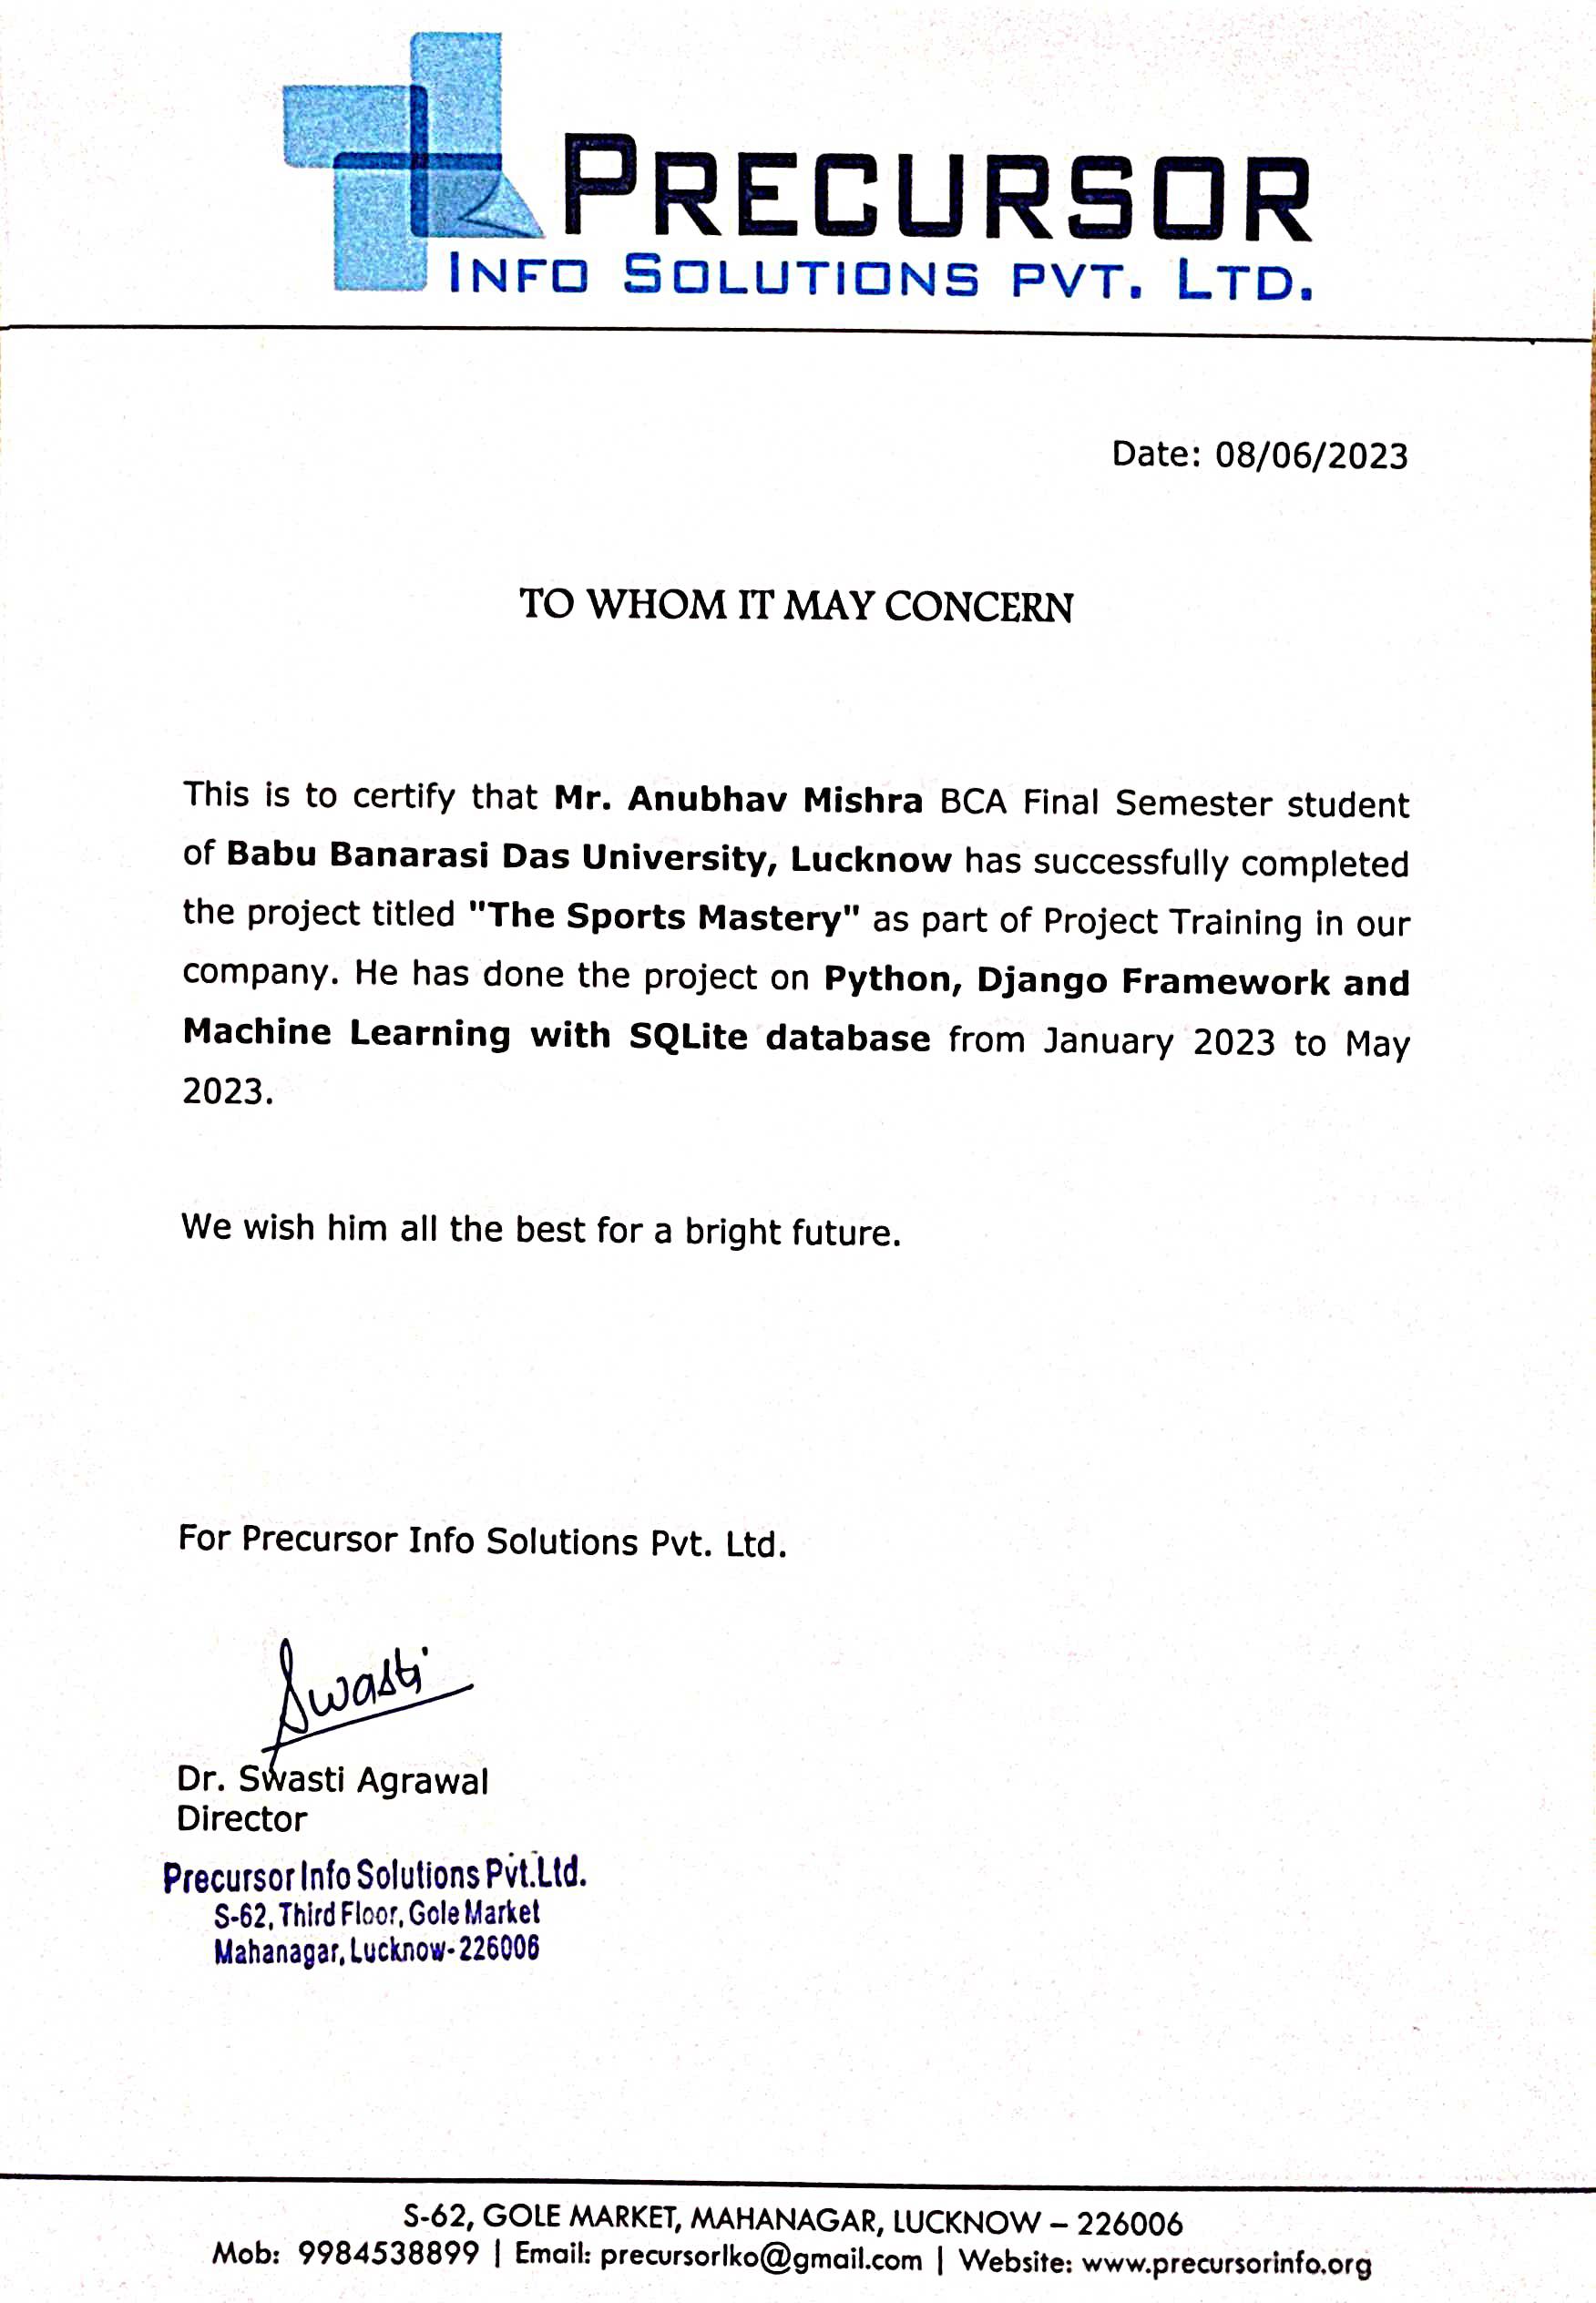 PRECURSOR
INFO SOLUTIONS PVT. LTD.
Date: 08/06/2023
TO WHOM IT MAY CONCERN
This is to certify that Mr. Anubhav Mishra BCA Final Semester student
of Babu Banarasi Das University, Lucknow has successfully completed
the project titled "The Sports Mastery" as part of Project Training in our
company. He has done the project on Python, Django Framework and
Machine Learning with SQLite database from January 2023 to May
2023.
We wish him all the best for a bright future.
For Precursor Info Solutions Pvt. Ltd.
Swasti
Dr. Swasti Agrawal
Director
Precursor Info Solutions Pvt.Ltd.
S-62, Third Floor, Gole Market
Mahanagar, Lucknow-226006
S-62, GOLE MARKET, MAHANAGAR, LUCKNOW – 226006
Mob: 9984538899 | Email: precursorlko@gmail.com | Website: www.precursorinfo.org